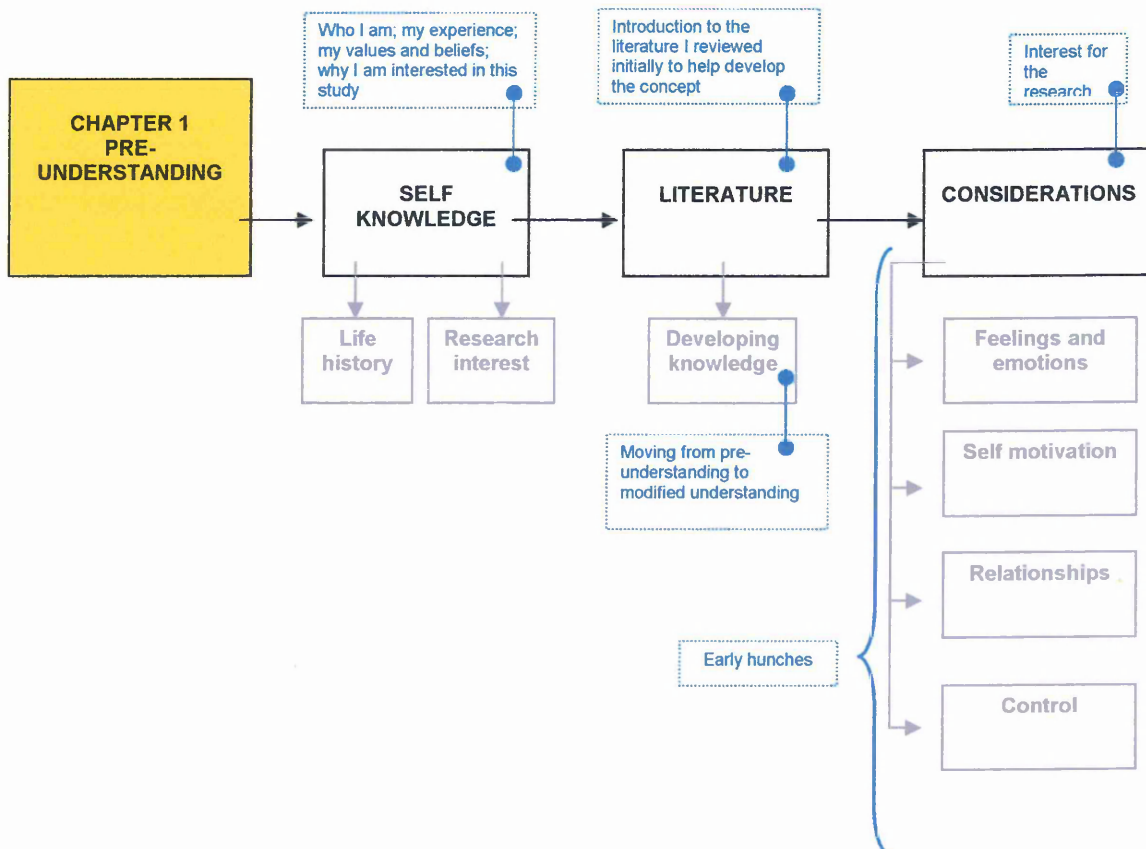 Who I am; my experience;
my values and beliefs;
why I am interested in this
study
Introduction to the
literature I reviewed
initially to help develop
the concept
Interest for
the
research
CHAPTER 1
PRE-
UNDERSTANDING
SELF
KNOWLEDGE
LITERATURE
CONSIDERATIONS
Life
history
Research
interest
Developing
knowledge
Feelings and
emotions
Moving from pre-
understanding to
modified understanding
Self motivation
Relationships
Early hunches
Control